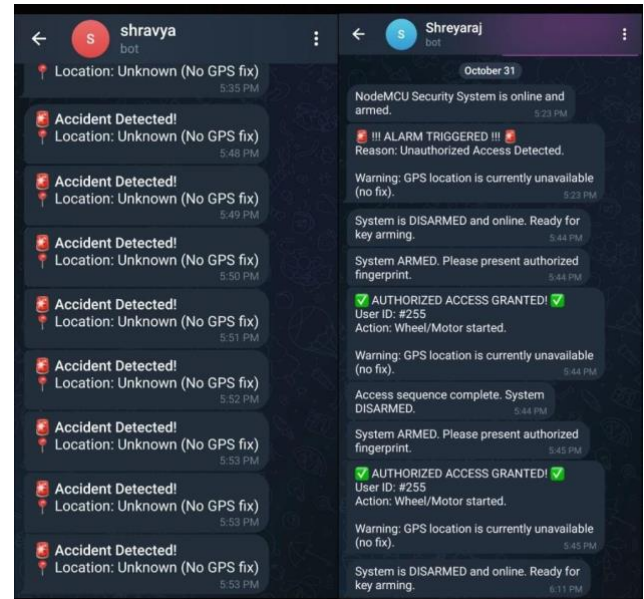 shravya
bot
📍 Location: Unknown (No GPS fix)
5:35 PM
🚨 Accident Detected!
📍 Location: Unknown (No GPS fix)
5:48 PM
🚨 Accident Detected!
📍 Location: Unknown (No GPS fix)
5:49 PM
🚨 Accident Detected!
📍 Location: Unknown (No GPS fix)
5:50 PM
🚨 Accident Detected!
📍 Location: Unknown (No GPS fix)
5:51 PM
🚨 Accident Detected!
📍 Location: Unknown (No GPS fix)
5:52 PM
🚨 Accident Detected!
📍 Location: Unknown (No GPS fix)
5:53 PM
🚨 Accident Detected!
📍 Location: Unknown (No GPS fix)
5:53 PM
🚨 Accident Detected!
📍 Location: Unknown (No GPS fix)
5:53 PM
S
Shreyaraj
bot
S
October 31
NodeMCU Security System is online and
armed.
5:23 PM
🚨 !!! ALARM TRIGGERED !!! 🚨
Reason: Unauthorized Access Detected.
Warning: GPS location is currently unavailable
(no fix).
5:23 PM
System is DISARMED and online. Ready for
key arming.
5:44 PM
System ARMED. Please present authorized
fingerprint.
5:44 PM
✅ AUTHORIZED ACCESS GRANTED! ✅
User ID: #255
Action: Wheel/Motor started.
Warning: GPS location is currently unavailable
(no fix).
5:44 PM
Access sequence complete. System
DISARMED.
5:44 PM
System ARMED. Please present authorized
fingerprint.
5:45 PM
✅ AUTHORIZED ACCESS GRANTED! ✅
User ID: #255
Action: Wheel/Motor started.
Warning: GPS location is currently unavailable
(no fix).
5:45 PM
System is DISARMED and online. Ready for
key arming.
6:11 PM